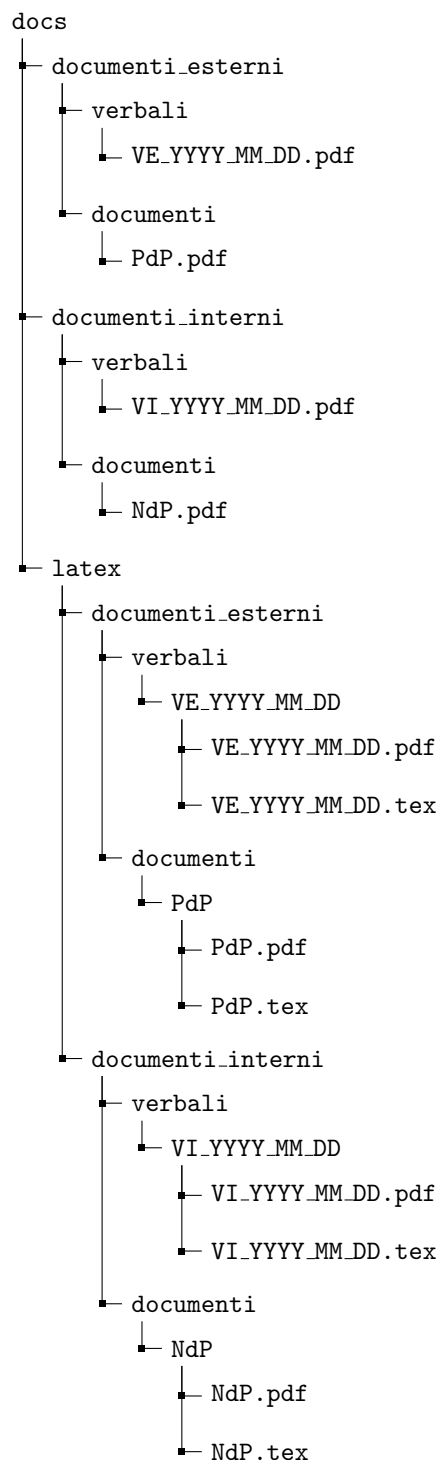 docs
documenti_esterni
verbali
VE_YYYY_MM_DD.pdf
documenti
PdP.pdf
documenti_interni
verbali
VI_YYYY_MM_DD.pdf
documenti
NdP.pdf
latex
documenti_esterni
verbali
VE_YYYY_MM_DD
VE_YYYY_MM_DD.pdf
VE_YYYY_MM_DD.tex
documenti
PdP
PdP.pdf
PdP.tex
documenti_interni
verbali
VI_YYYY_MM_DD
VI_YYYY_MM_DD.pdf
VI_YYYY_MM_DD.tex
documenti
NdP
NdP.pdf
NdP.tex